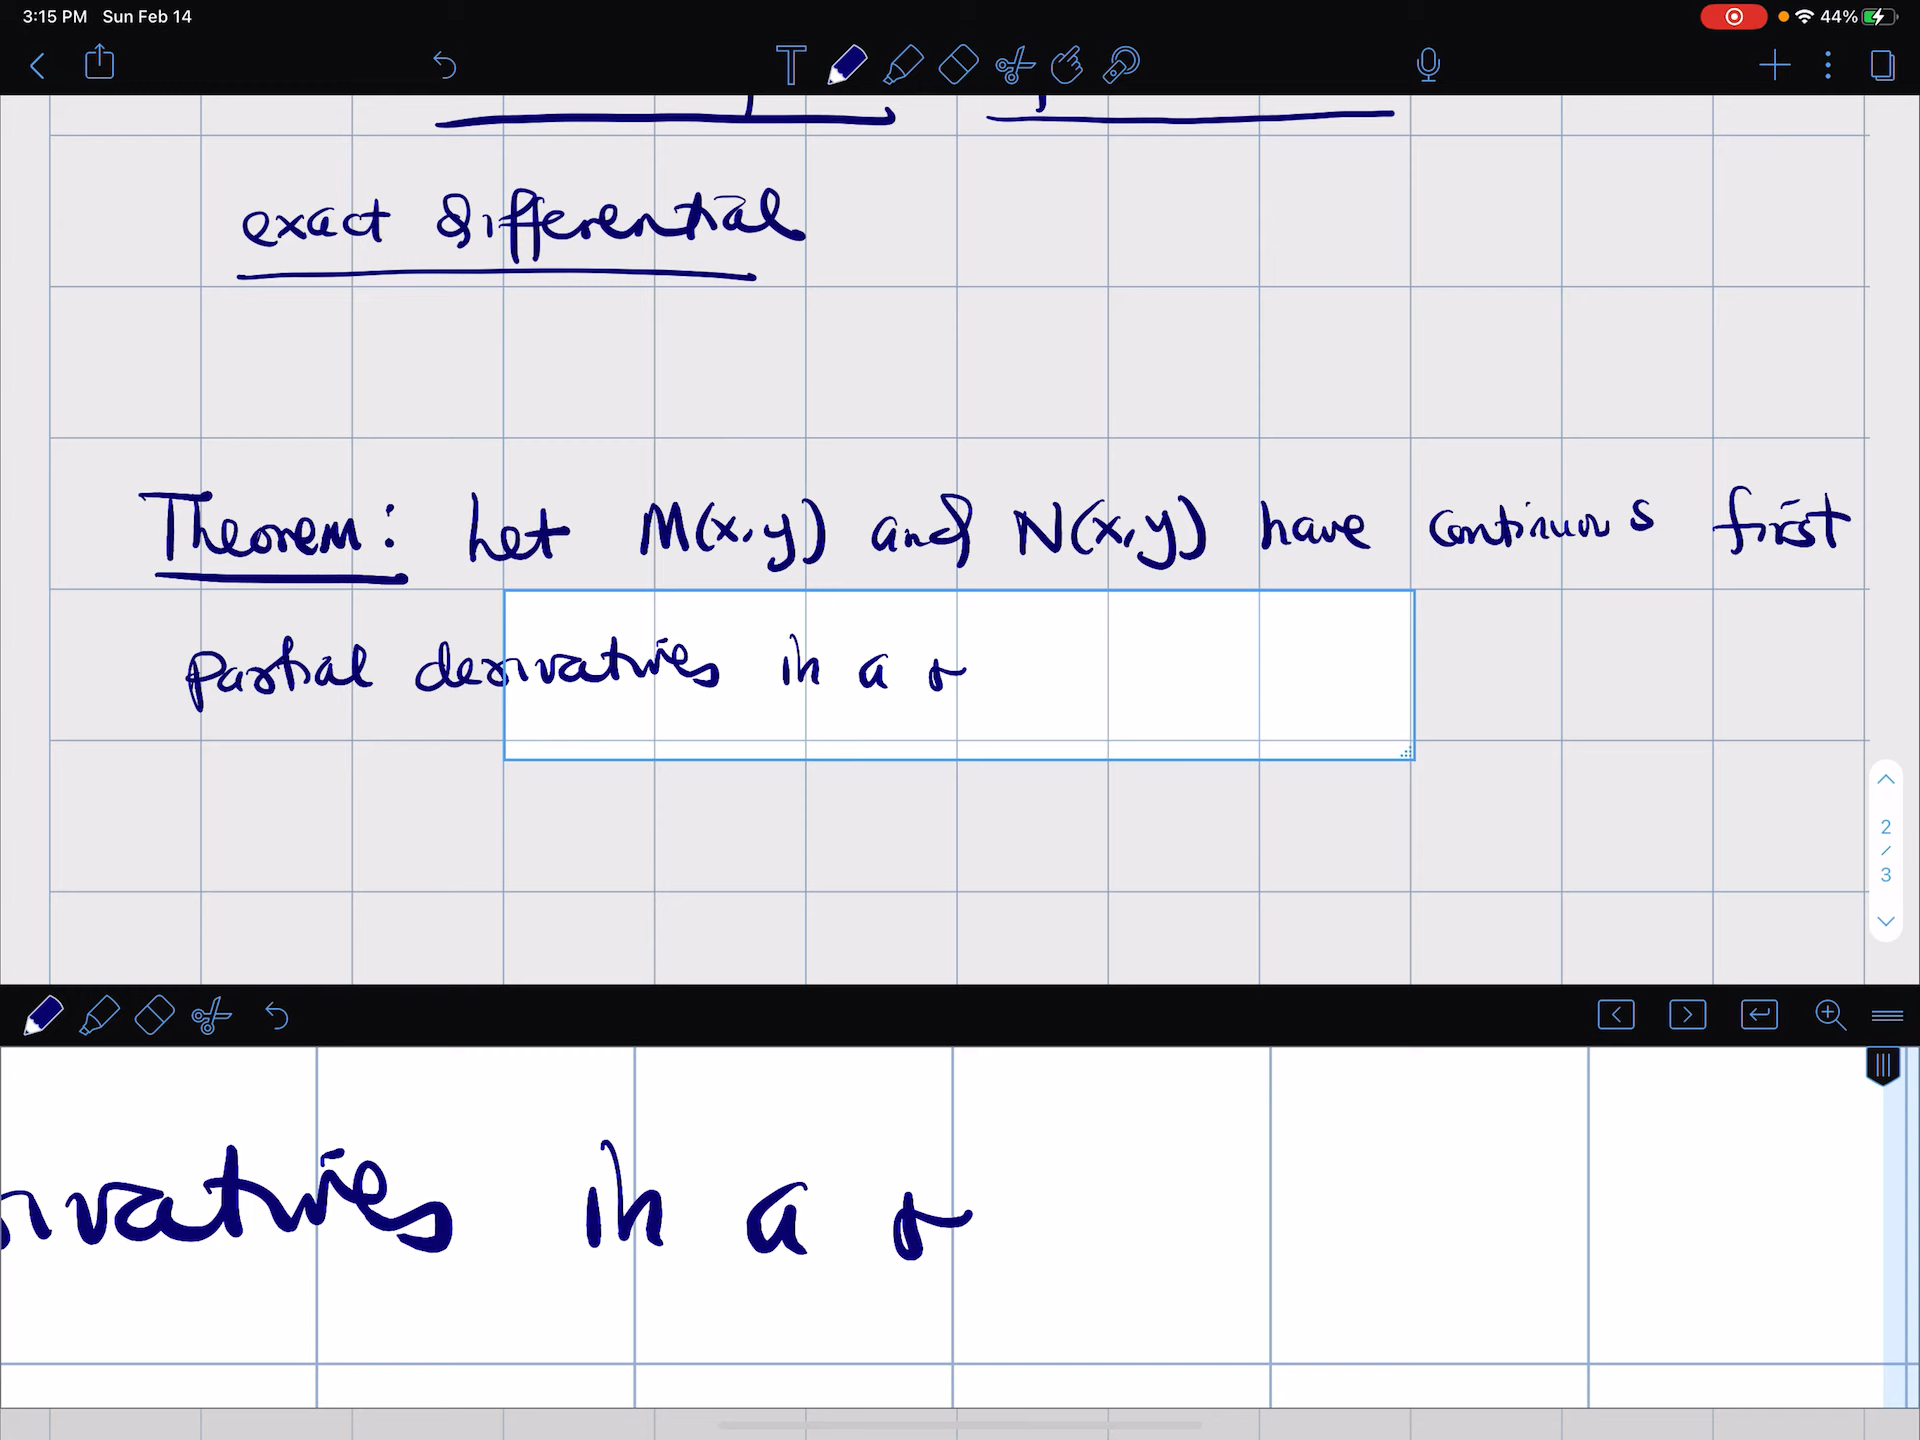 3:15 PM Sun Feb 14
44%
T
exact differential
Theorem: Let M(x,y) and N(x,y) have continuous first
partial derivatives in a r
2
/
3
ivatives in a r